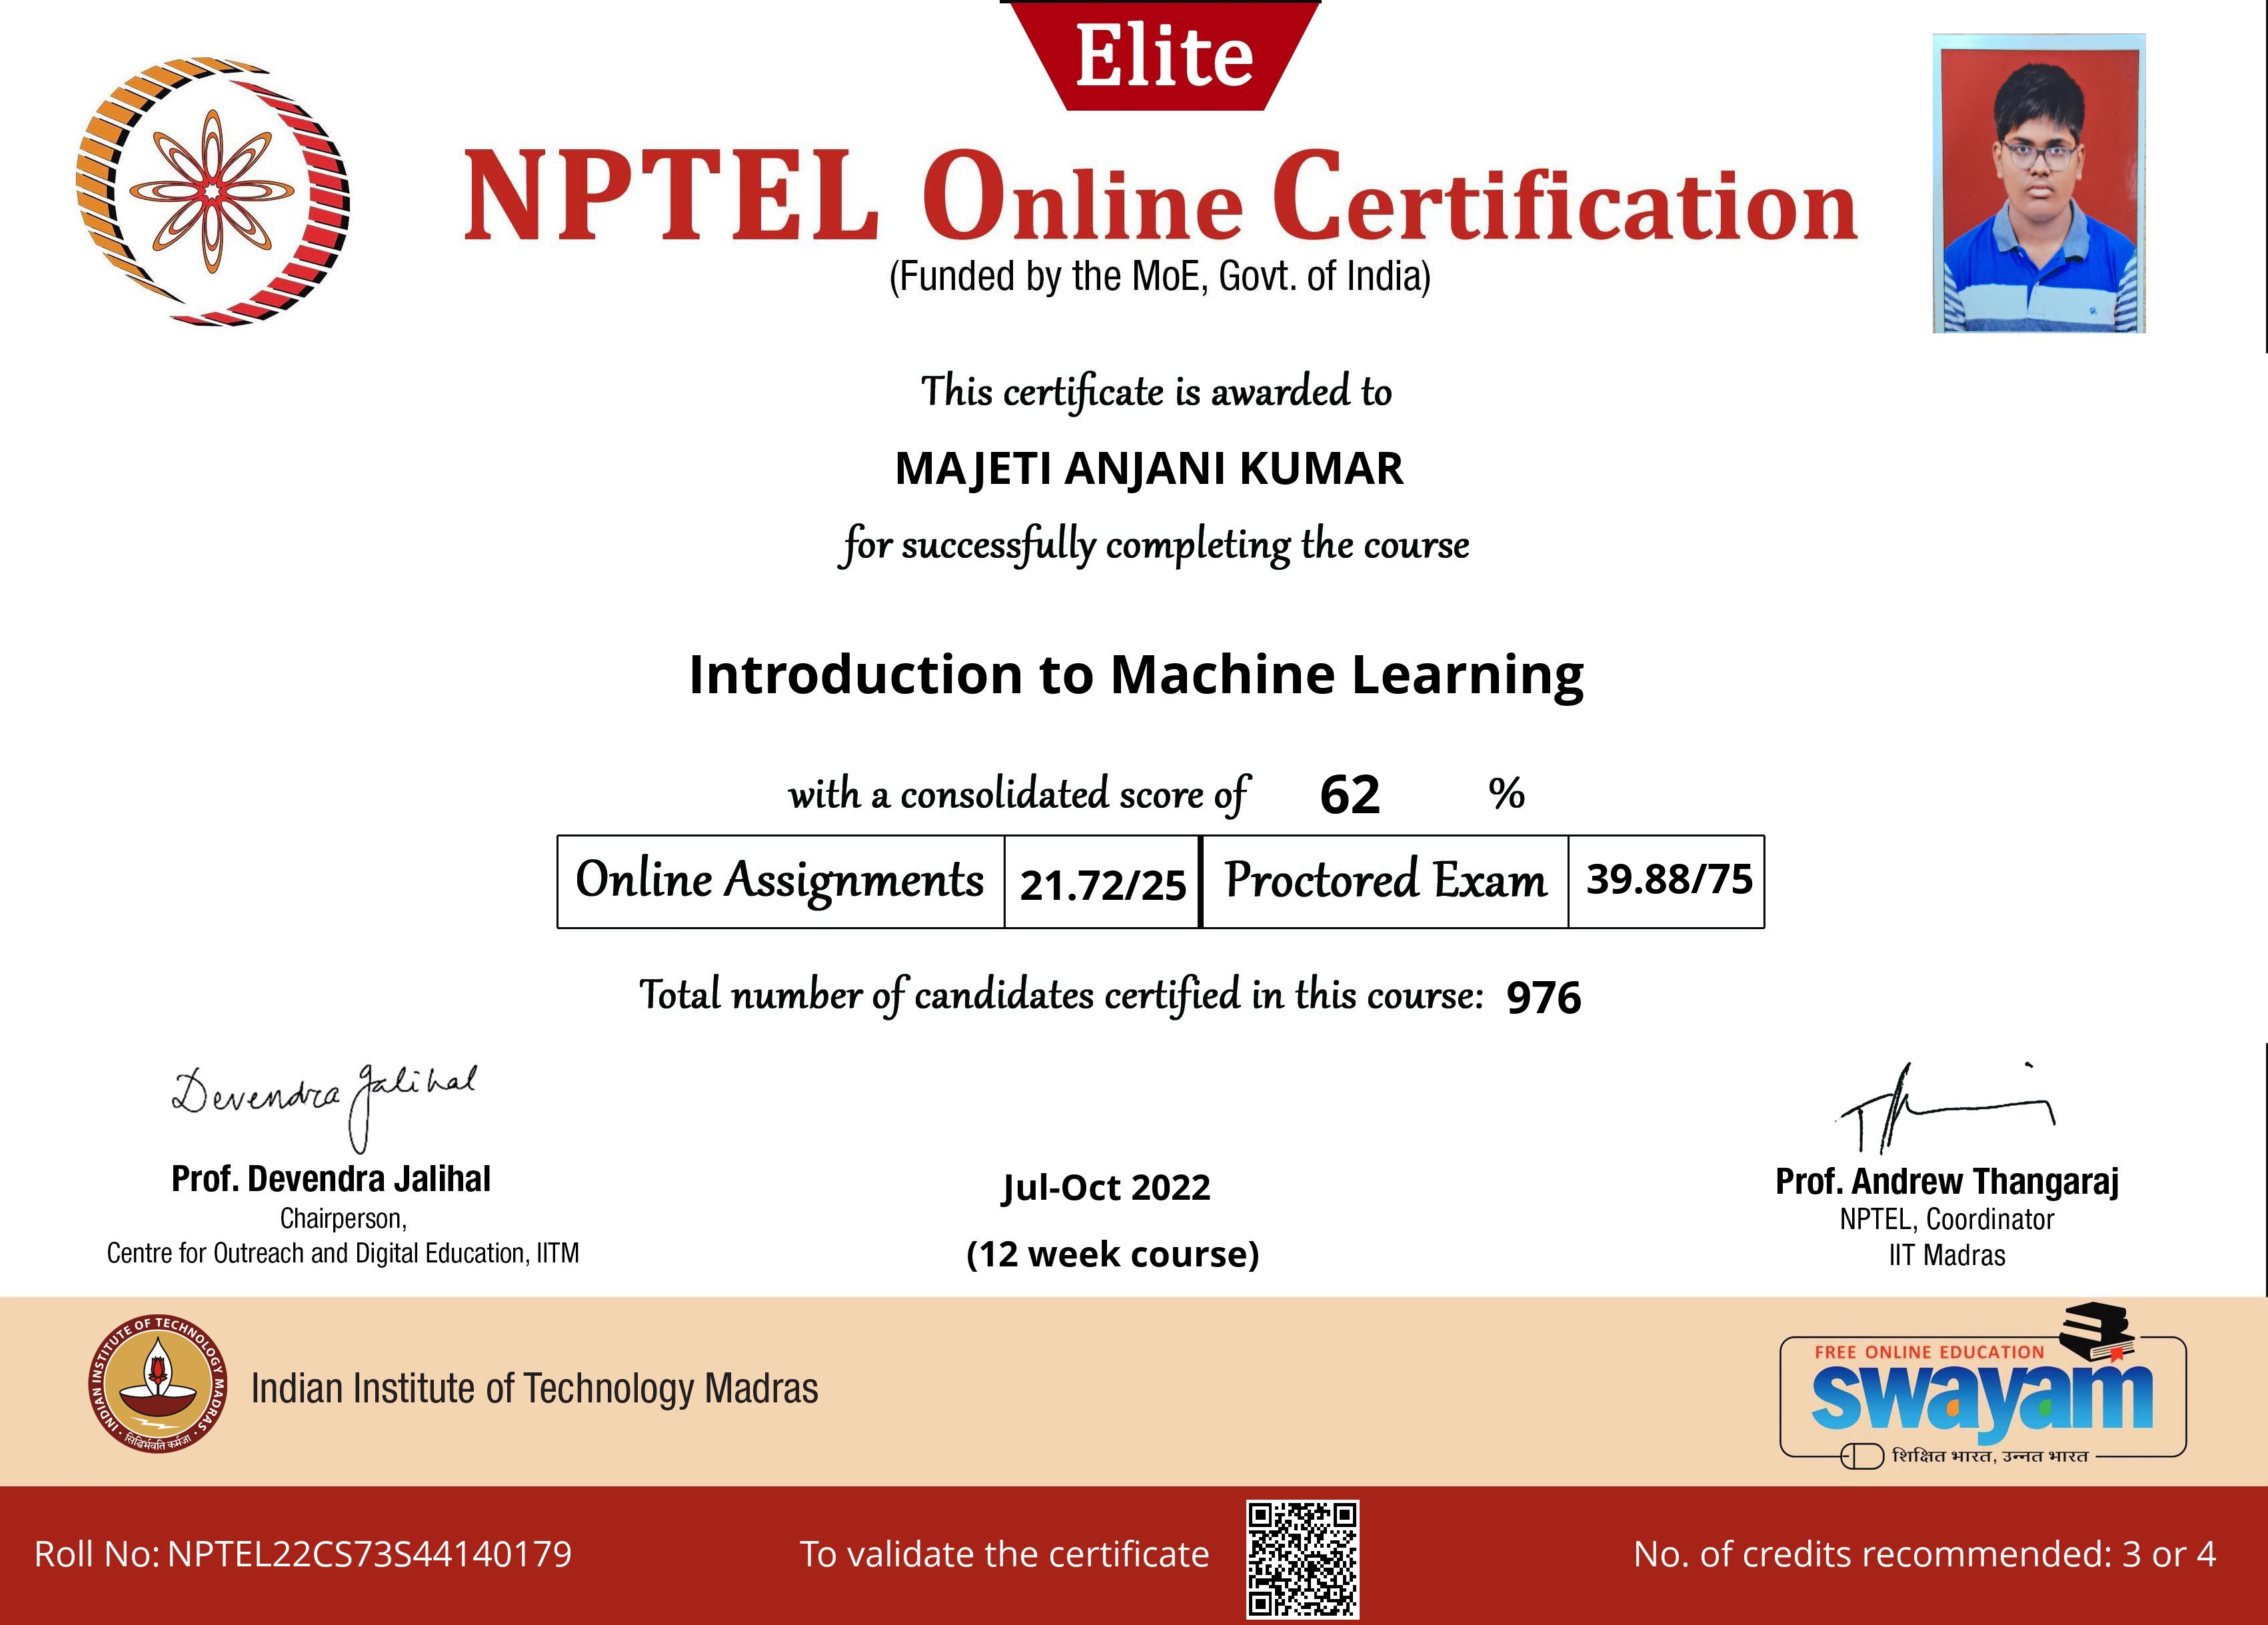 Elite
NPTEL Online Certification
(Funded by the MoE, Govt. of India)
This certificate is awarded to
MAJETI ANJANI KUMAR
for successfully completing the course
Introduction to Machine Learning
with a consolidated score of 62 %
Online Assignments 21.72/25 Proctored Exam 39.88/75
Total number of candidates certified in this course: 976
Devendra Jalihal
Prof. Devendra Jalihal
Chairperson,
Centre for Outreach and Digital Education, IITM
Jul-Oct 2022
(12 week course)
Prof. Andrew Thangaraj
NPTEL, Coordinator
IIT Madras
INDIAN INSTITUTE OF TECHNOLOGY MADRAS
सिद्धिर्भवति कर्मजा
Indian Institute of Technology Madras
FREE ONLINE EDUCATION
swayam
शिक्षित भारत, उन्नत भारत
Roll No: NPTEL22CS73S44140179
To validate the certificate
No. of credits recommended: 3 or 4